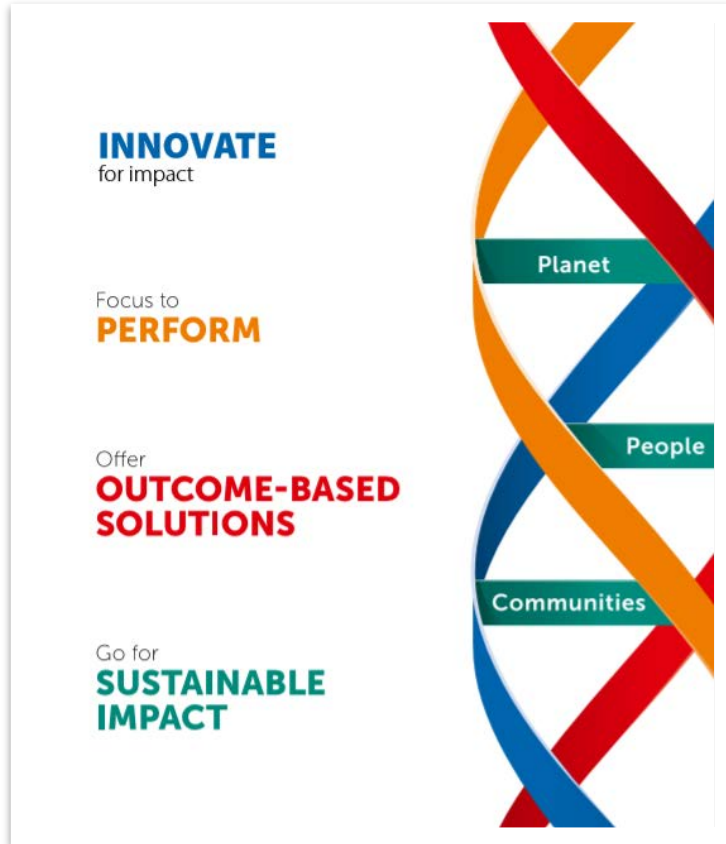 INNOVATE
for impact
Planet
Focus to
PERFORM
People
Offer
OUTCOME-BASED
SOLUTIONS
Communities
Go for
SUSTAINABLE
IMPACT